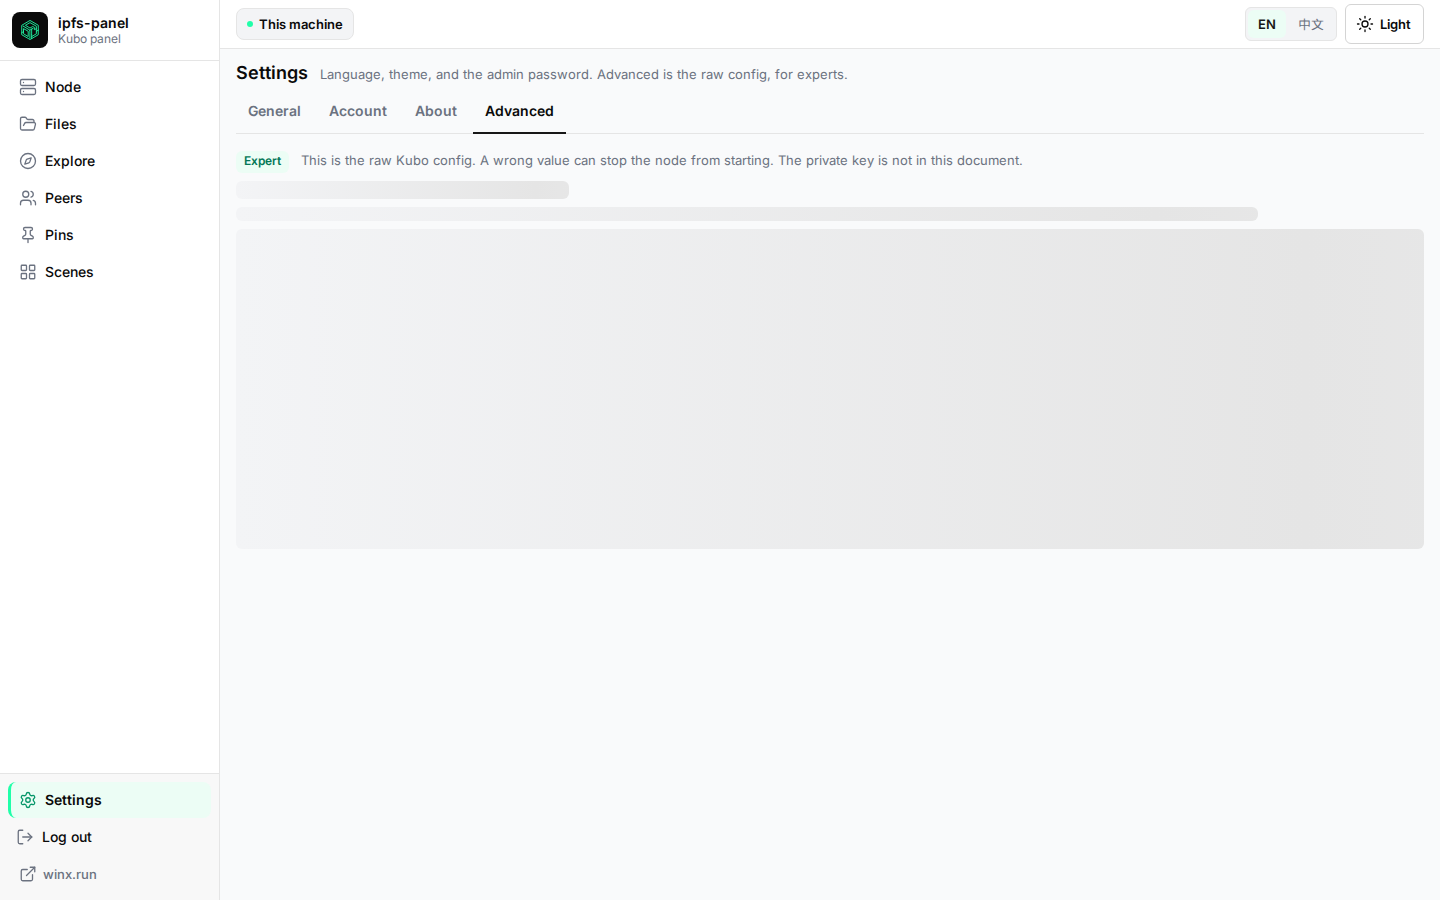 ipfs-panel
Kubo panel
Node
Files
Explore
Peers
Pins
Scenes
Settings
Log out
winx.run
This machine
EN
中文
Light
Settings
Language, theme, and the admin password. Advanced is the raw config, for experts.
General
Account
About
Advanced
Expert
This is the raw Kubo config. A wrong value can stop the node from starting. The private key is not in this document.